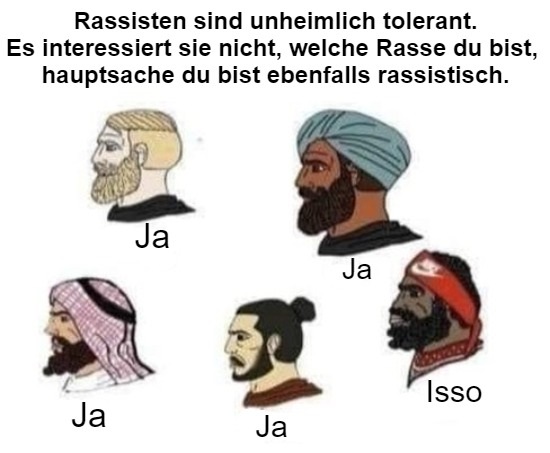 Rassisten sind unheimlich tolerant.
Es interessiert sie nicht, welche Rasse du bist,
hauptsache du bist ebenfalls rassistisch.
Ja
Ja
Ja
Ja
Isso